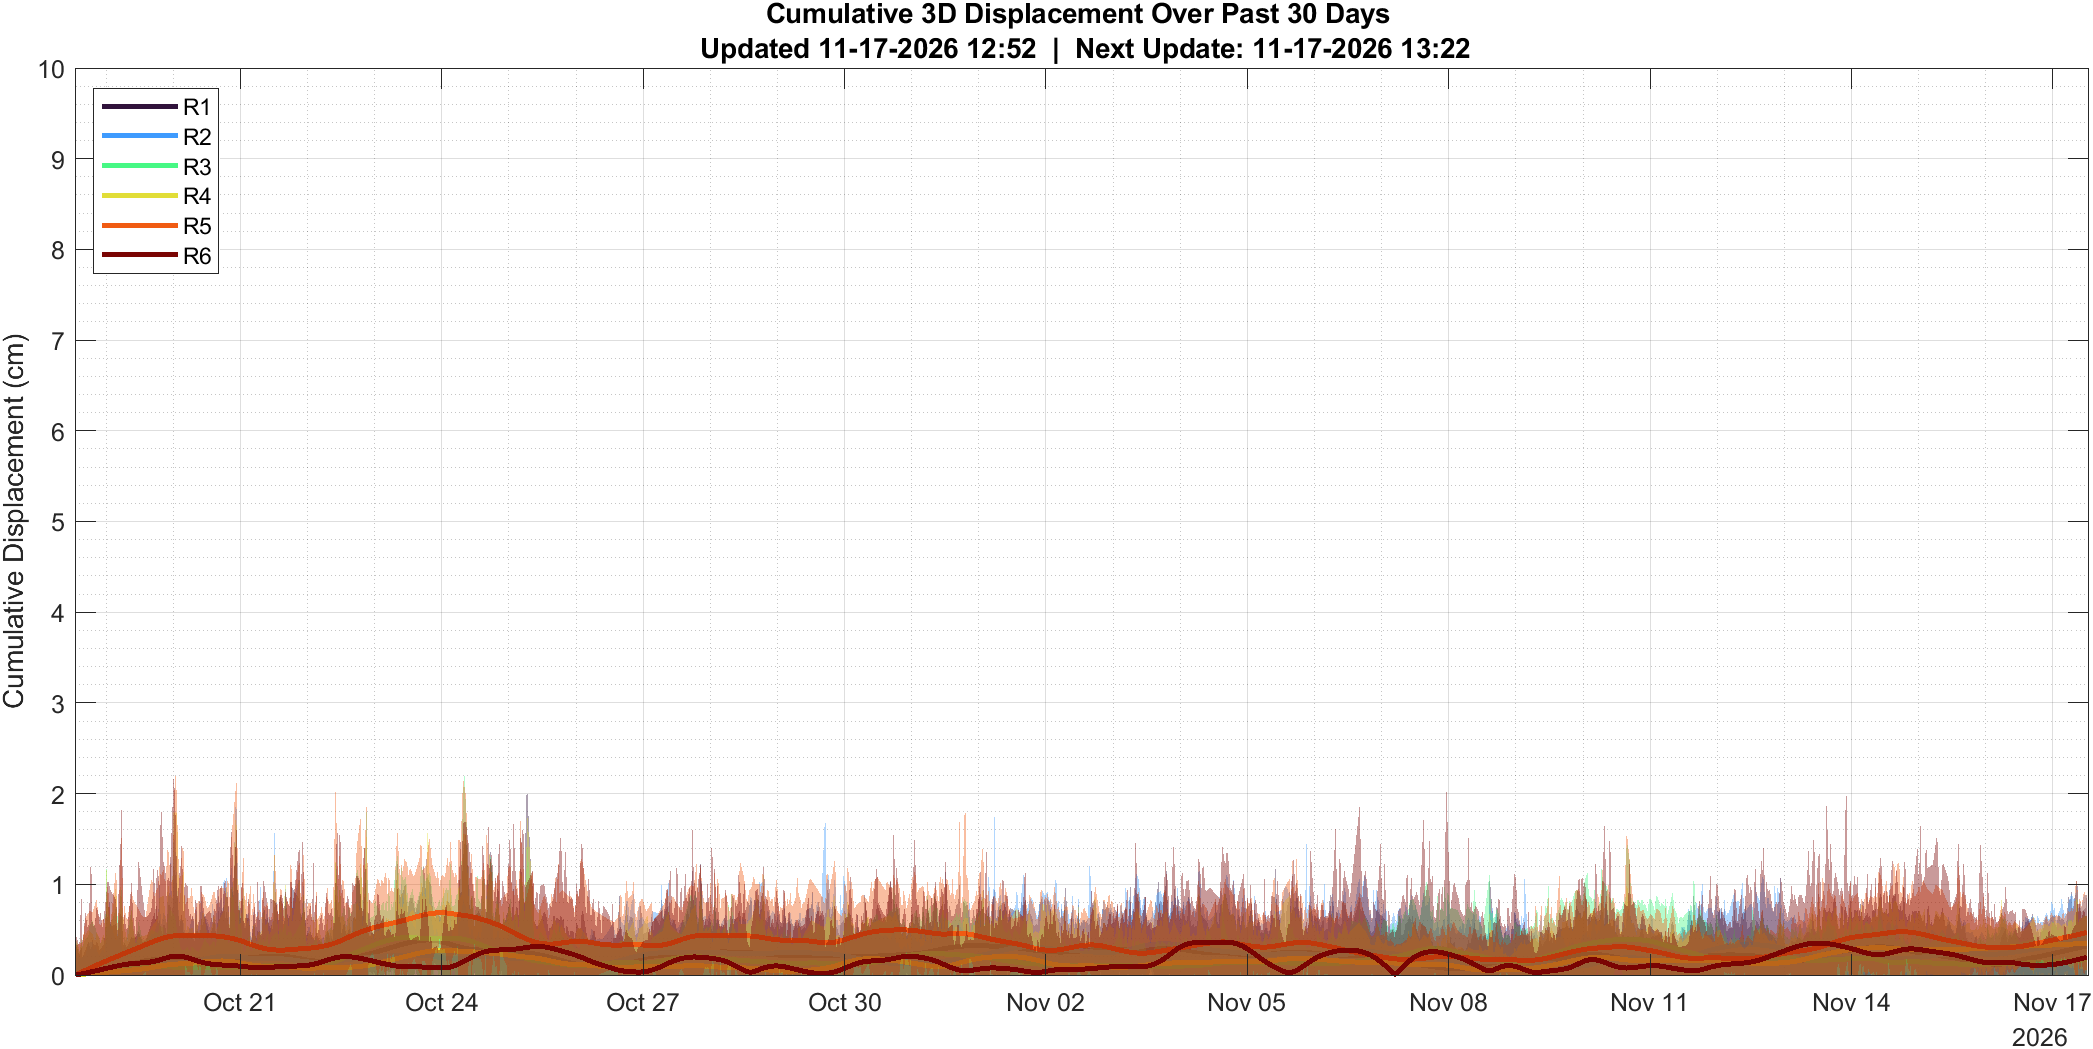 Cumulative 3D Displacement Over Past 30 Days
Updated 11-17-2026 12:52 | Next Update: 11-17-2026 13:22
Cumulative Displacement (cm)
10
9
8
7
6
5
4
3
2
1
0
R1
R2
R3
R4
R5
R6
Oct 21
Oct 24
Oct 27
Oct 30
Nov 02
Nov 05
Nov 08
Nov 11
Nov 14
Nov 17
2026